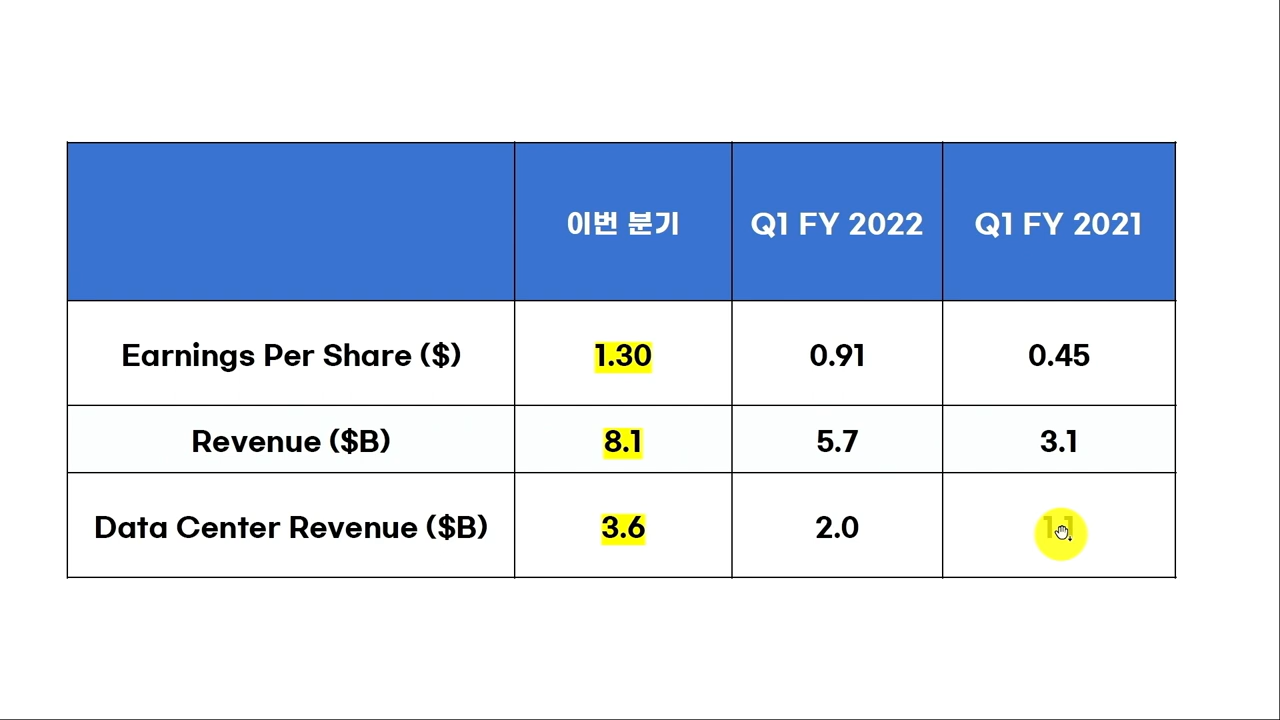 이번 분기 Q1 FY 2022 Q1 FY 2021
Earnings Per Share ($) 1.30 0.91 0.45
Revenue ($B) 8.1 5.7 3.1
Data Center Revenue ($B) 3.6 2.0